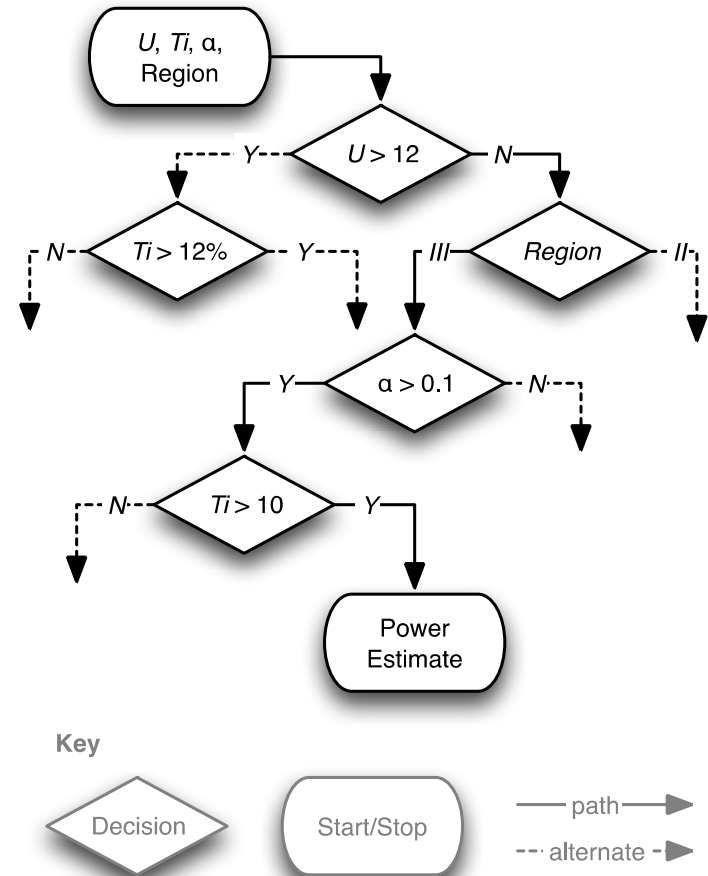 U, Ti, α,
Region
U > 12
Y
N
Ti > 12%
N
Y
Region
III
II
α > 0.1
Y
N
Ti > 10
N
Y
Power
Estimate
Key
Decision
Start/Stop
path
alternate